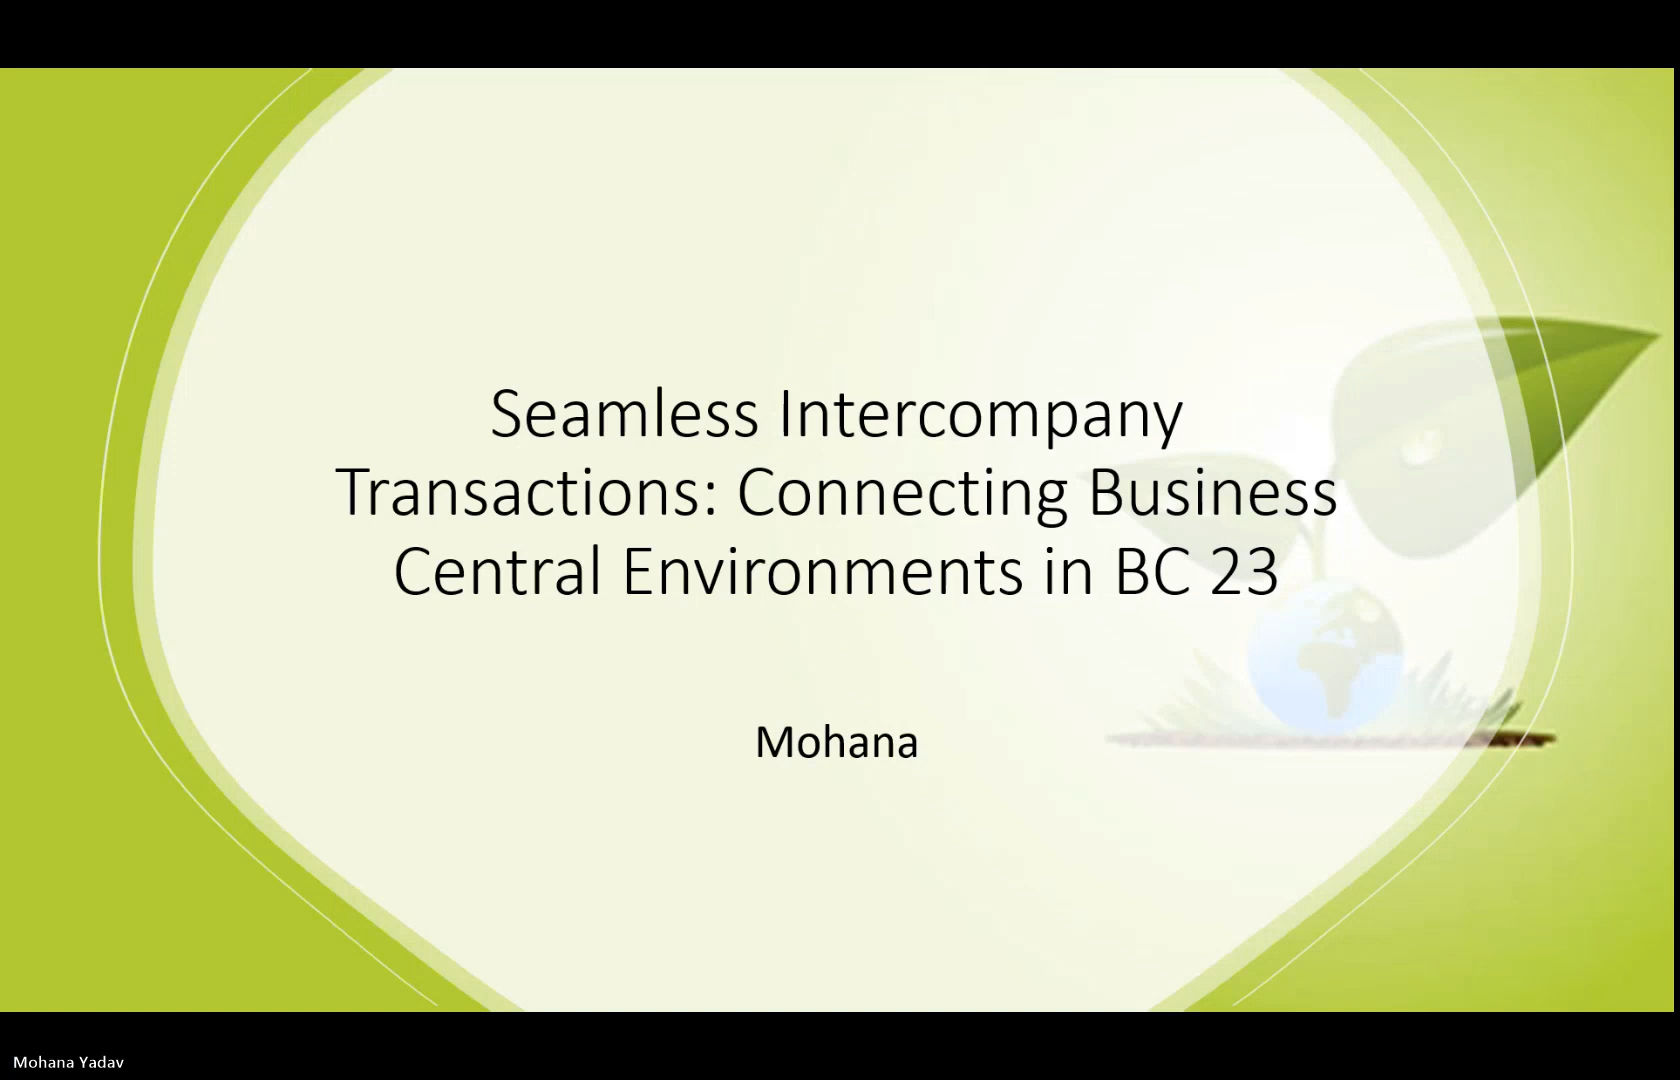 Seamless Intercompany
Transactions: Connecting Business
Central Environments in BC 23
Mohana
Mohana Yadav